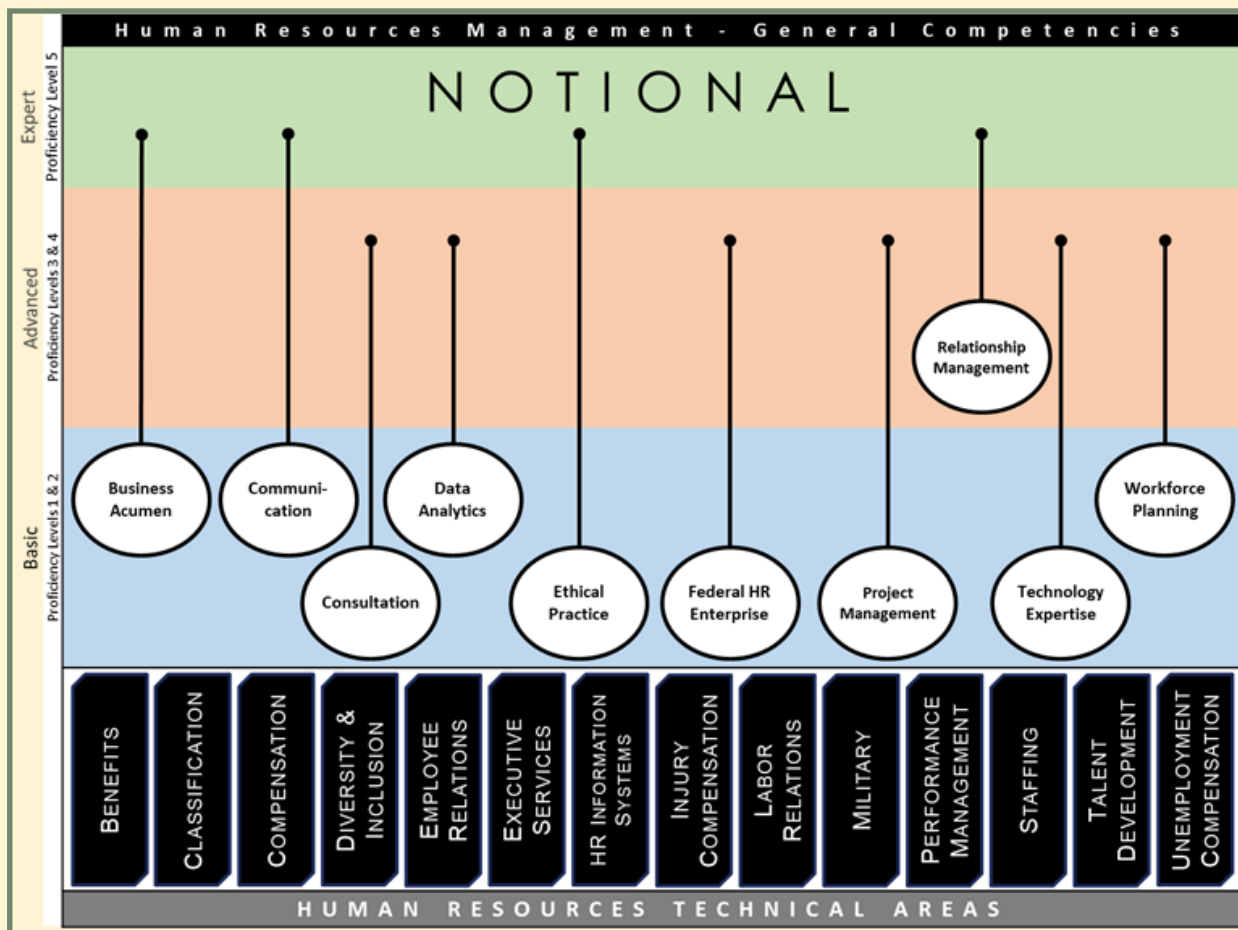 Human Resources Management - General Competencies
NOTIONAL
Expert
Proficiency Level 5
Advanced
Proficiency Levels 3 & 4
Basic
Proficiency Levels 1 & 2
Relationship
Management
Business
Acumen
Communi-
cation
Data
Analytics
Workforce
Planning
Consultation
Ethical
Practice
Federal HR
Enterprise
Project
Management
Technology
Expertise
BENEFITS
CLASSIFICATION
COMPENSATION
DIVERSITY &
INCLUSION
EMPLOYEE
RELATIONS
EXECUTIVE
SERVICES
HR INFORMATION
SYSTEMS
INJURY
COMPENSATION
LABOR
RELATIONS
MILITARY
PERFORMANCE
MANAGEMENT
STAFFING
TALENT
DEVELOPMENT
UNEMPLOYMENT
COMPENSATION
HUMAN RESOURCES TECHNICAL AREAS